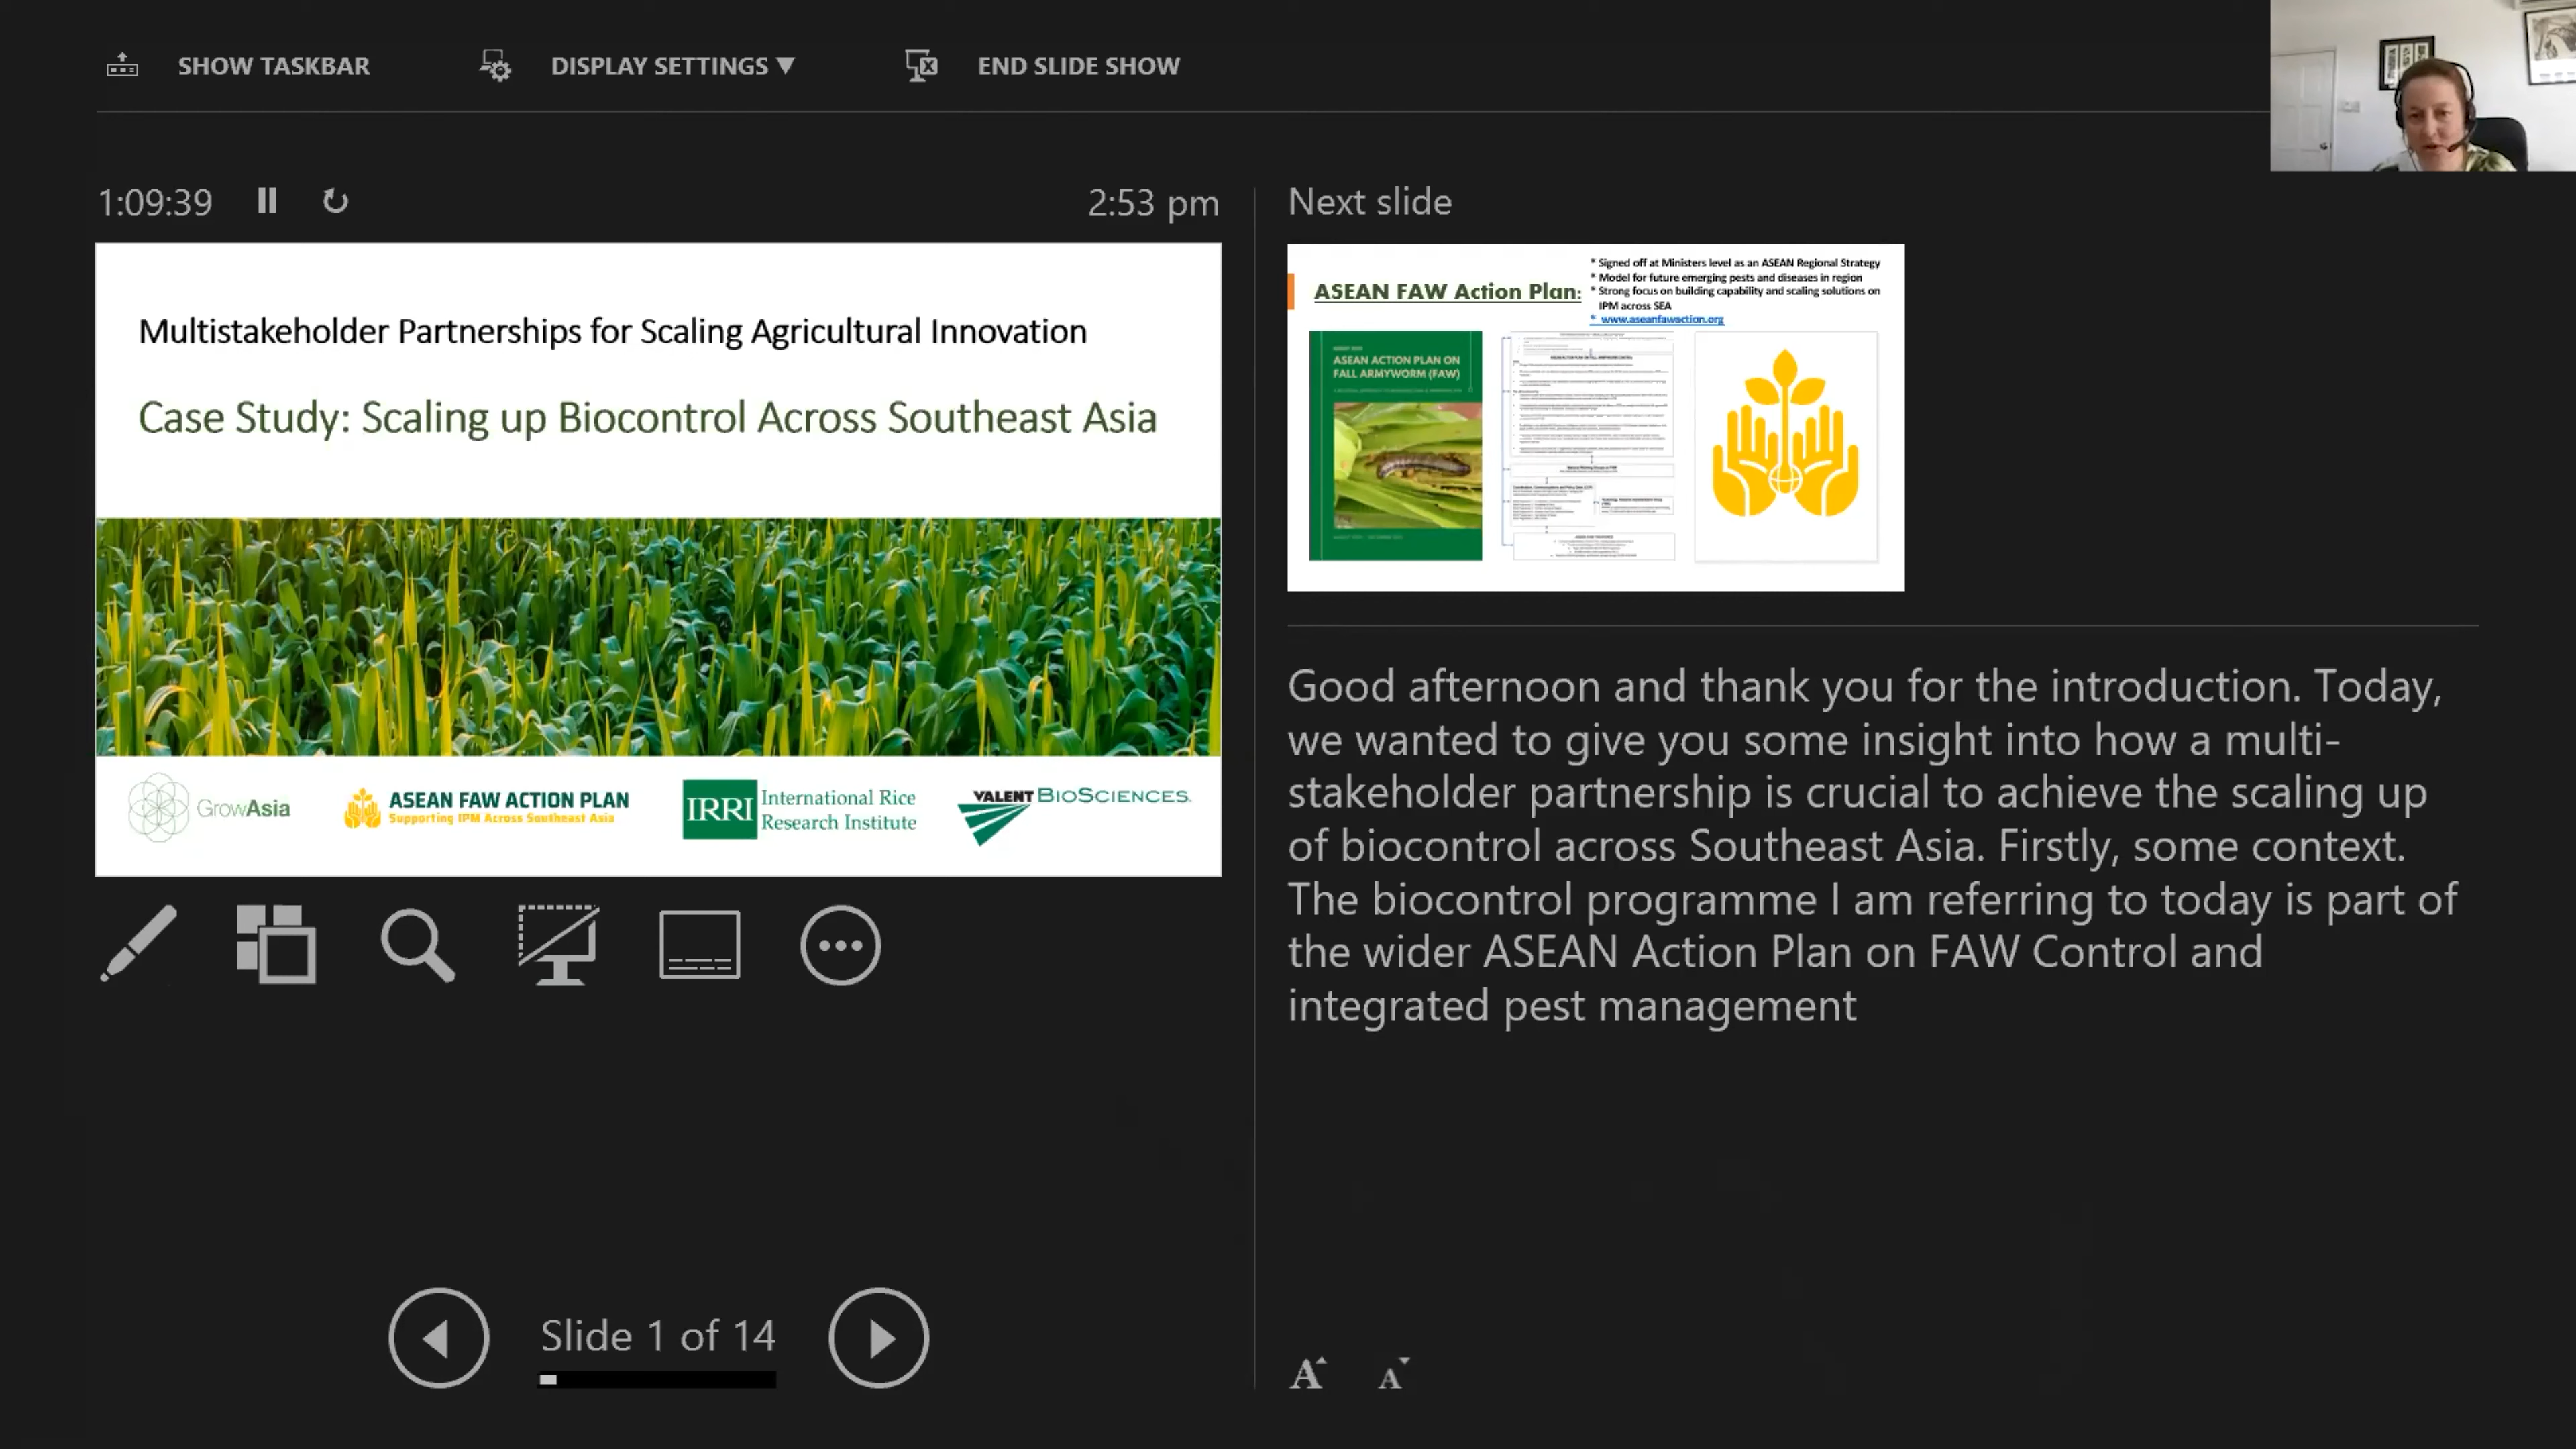 SHOW TASKBAR
DISPLAY SETTINGS ▼
END SLIDE SHOW
1:09:39
2:53 pm
Multistakeholder Partnerships for Scaling Agricultural Innovation
Case Study: Scaling up Biocontrol Across Southeast Asia
GrowAsia
ASEAN FAW ACTION PLAN
Supporting IPM Across Southeast Asia
IRRI
International Rice
Research Institute
VALENT BIOSCIENCES.
Slide 1 of 14
Next slide
ASEAN FAW Action Plan:
* Signed off at Ministers level as an ASEAN Regional Strategy
* Model for future emerging pests and diseases in region
* Strong focus on building capability and scaling solutions on
IPM across SEA
* www.aseanfawaction.org
ASEAN ACTION PLAN ON
FALL ARMYWORM (FAW)
Good afternoon and thank you for the introduction. Today,
we wanted to give you some insight into how a multi-
stakeholder partnership is crucial to achieve the scaling up
of biocontrol across Southeast Asia. Firstly, some context.
The biocontrol programme I am referring to today is part of
the wider ASEAN Action Plan on FAW Control and
integrated pest management
A A